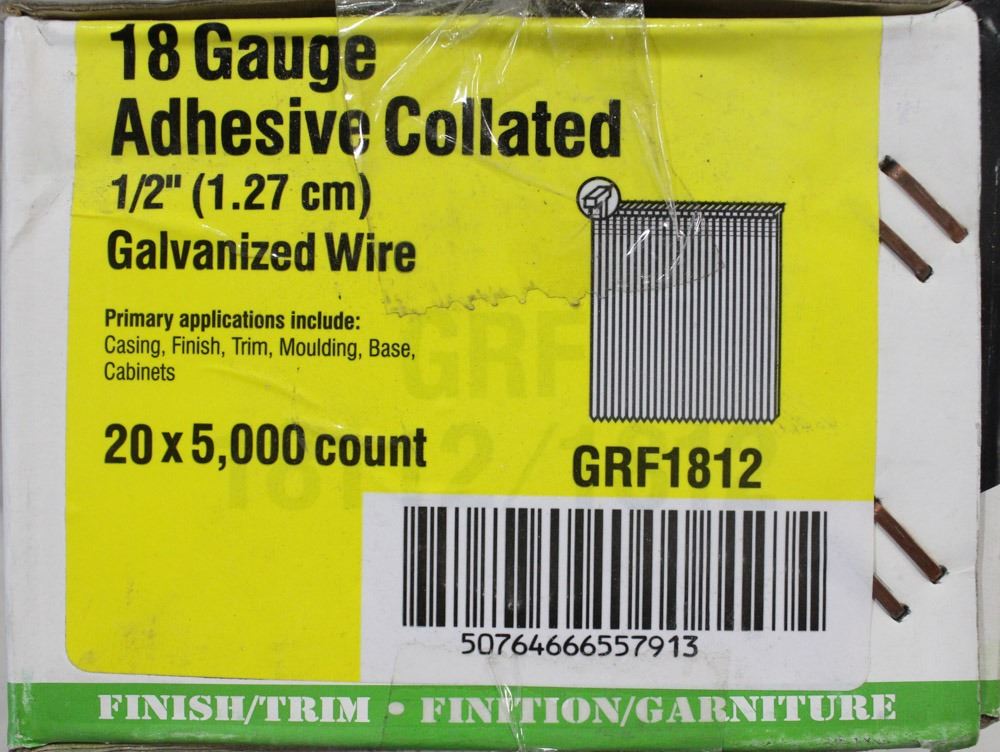 18 Gauge
Adhesive Collated
1/2" (1.27 cm)
Galvanized Wire
Primary applications include:
Casing, Finish, Trim, Moulding, Base,
Cabinets
20 x 5,000 count
GRF
GRF1812
50764666557913
FINISH/TRIM • FINITION/GARNITURE